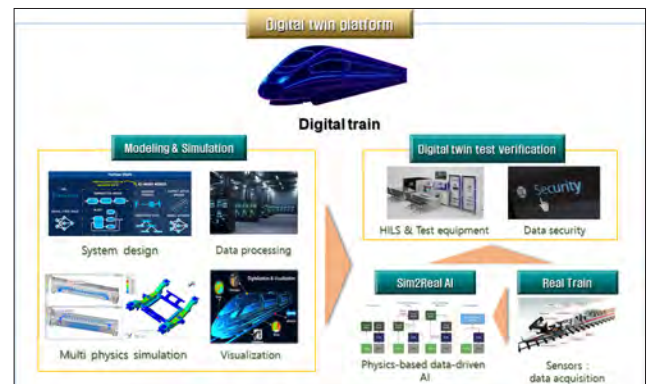 Digital twin platform
Digital train
Modeling & Simulation
System design
Data processing
Multi physics simulation
Visualization
Digital twin test verification
Security
HILS & Test equipment
Data security
Sim2Real AI
Physics-based data-driven
AI
Real Train
Sensors :
data acquisition